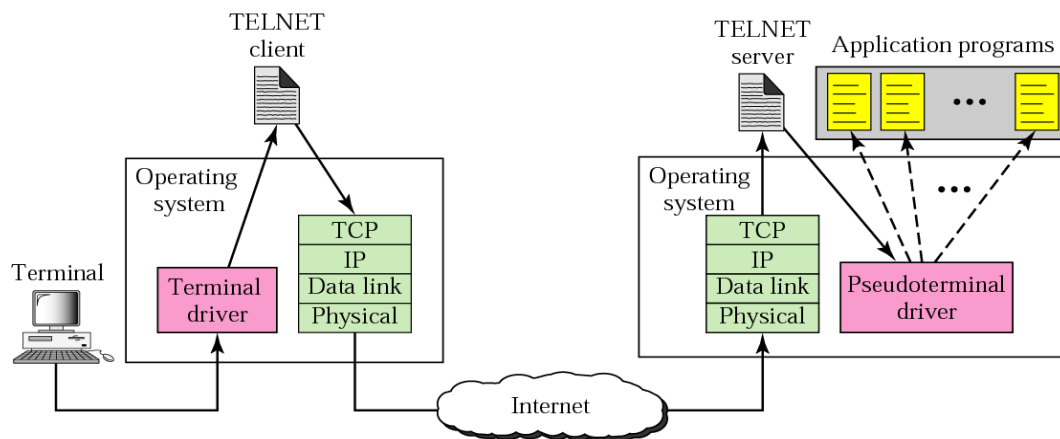 TELNET
client
Operating
system
TCP
IP
Data link
Physical
Terminal
Terminal
driver
Internet
TELNET
server
Application programs
Operating
system
TCP
IP
Data link
Physical
Pseudoterminal
driver